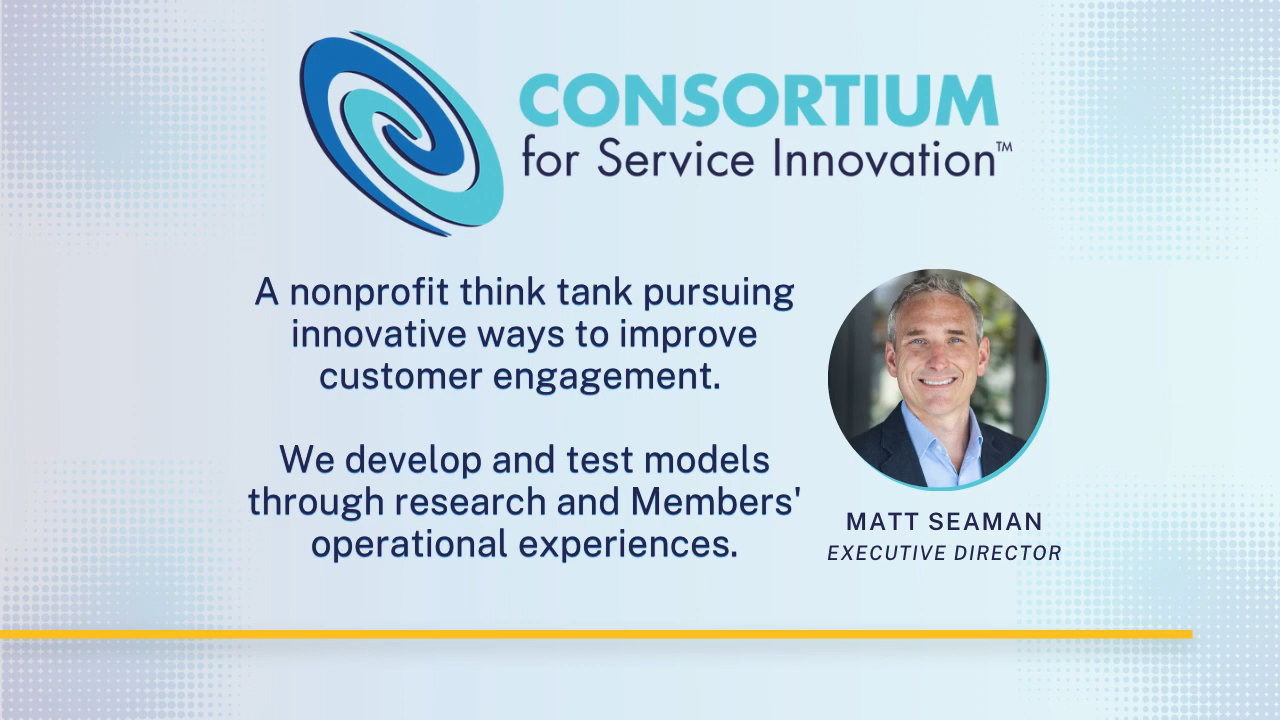 CONSORTIUM
for Service Innovation™
A nonprofit think tank pursuing
innovative ways to improve
customer engagement.
We develop and test models
through research and Members'
operational experiences.
MATT SEAMAN
EXECUTIVE DIRECTOR